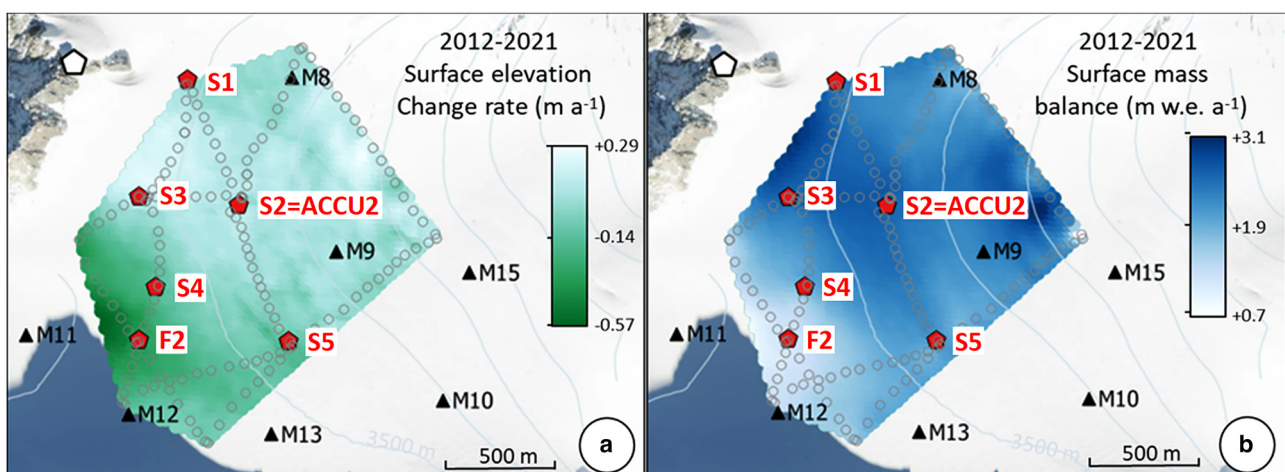 2012-2021
Surface elevation
Change rate (m a-1)
+0.29
-0.14
-0.57
S1
M8
S3
S2=ACCU2
M9
M15
S4
M11
F2
S5
M12
M10
M13
3500 m
500 m
a
2012-2021
Surface mass
balance (m w.e. a-1)
+3.1
+1.9
+0.7
S1
M8
S3
S2=ACCU2
M9
M15
S4
M11
F2
S5
M12
M10
M13
3500 m
500 m
b